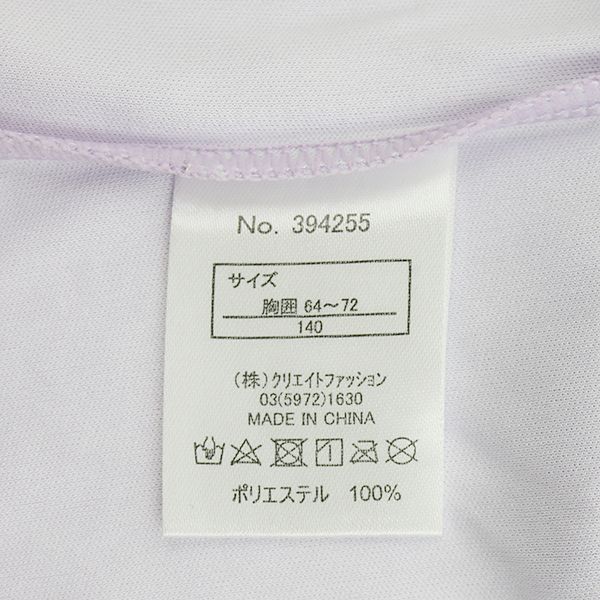 No. 394255
サイズ
胸囲 64～72
140
(株)クリエイトファッション
03(5972)1630
MADE IN CHINA
ポリエステル 100%